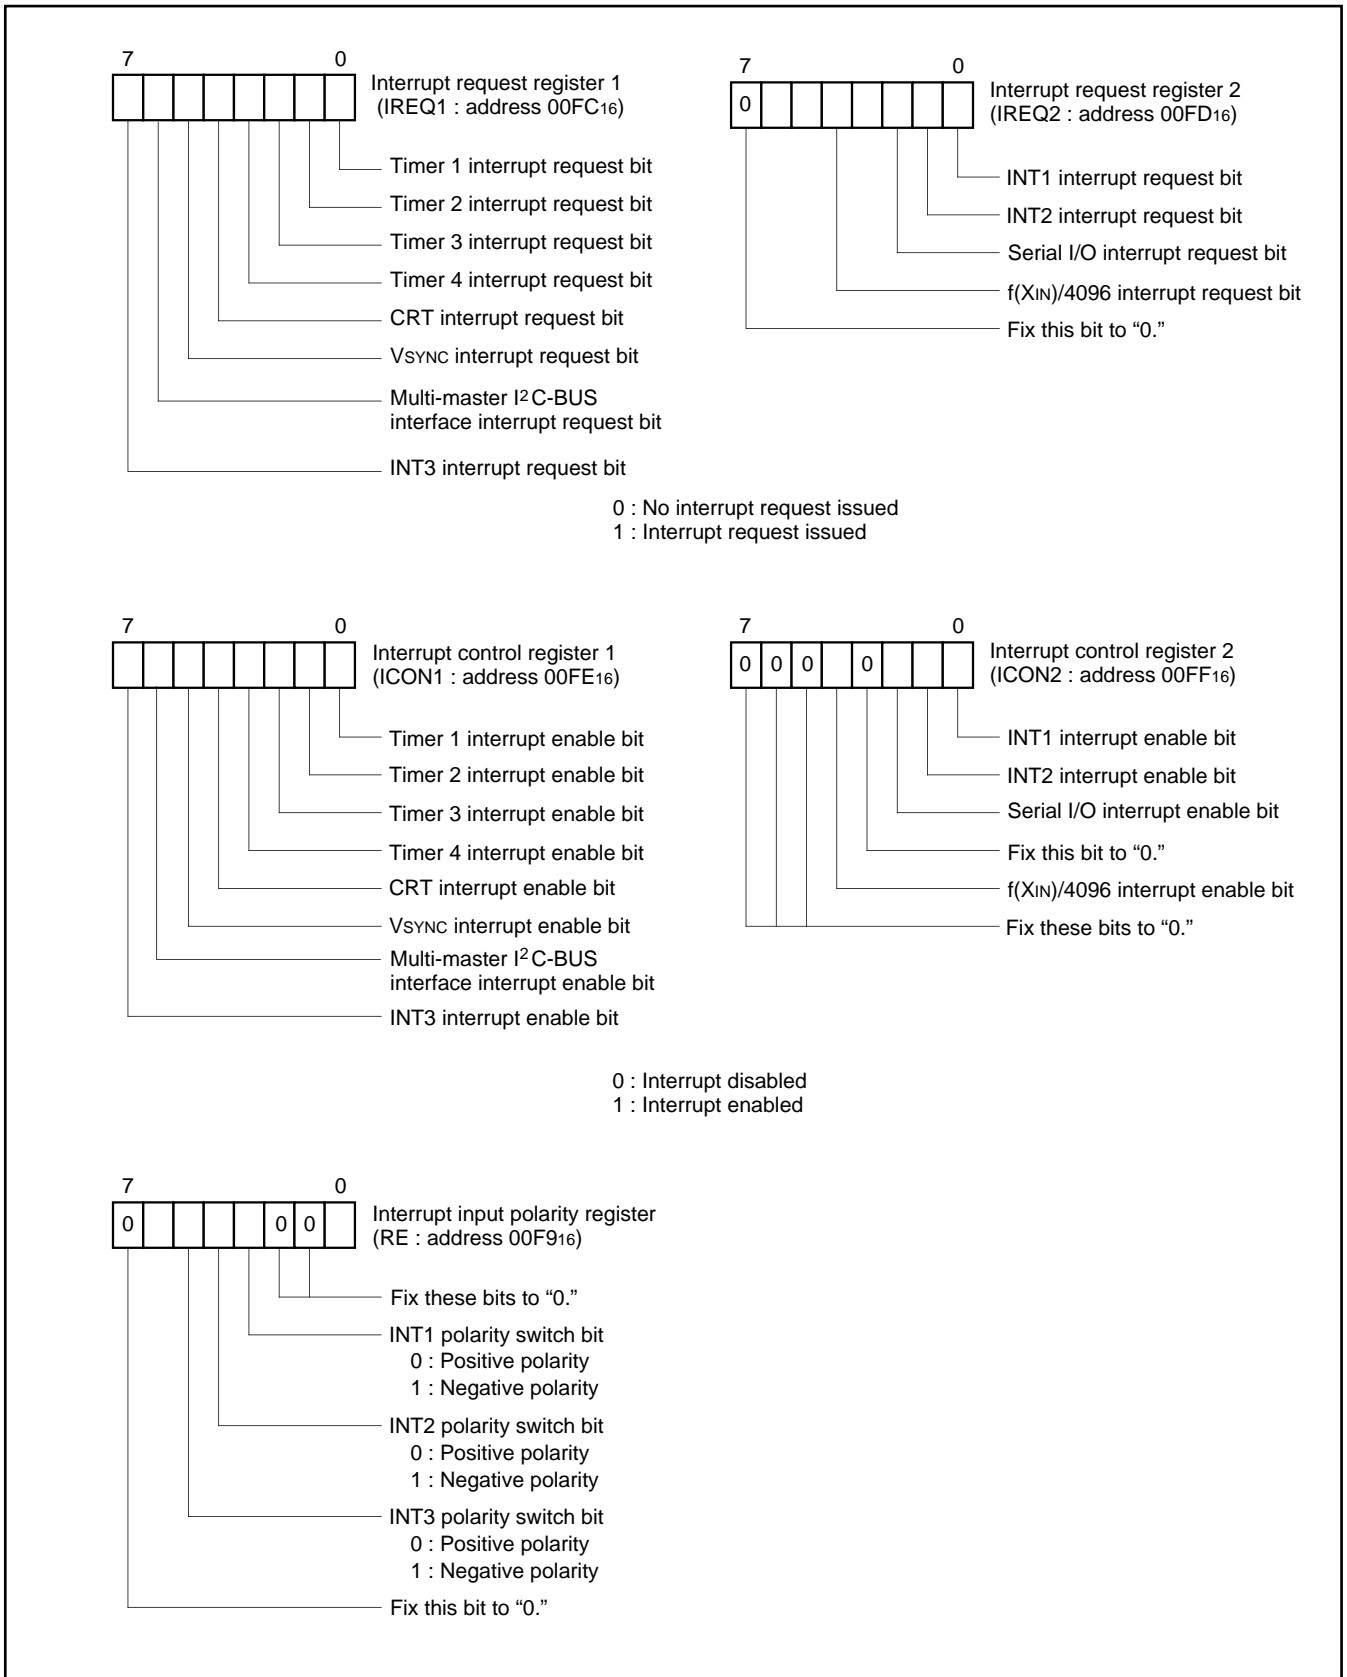 7 0
Interrupt request register 1
(IREQ1 : address 00FC16)
Timer 1 interrupt request bit
Timer 2 interrupt request bit
Timer 3 interrupt request bit
Timer 4 interrupt request bit
CRT interrupt request bit
VSYNC interrupt request bit
Multi-master I2C-BUS
interface interrupt request bit
INT3 interrupt request bit
7 0
0
Interrupt request register 2
(IREQ2 : address 00FD16)
INT1 interrupt request bit
INT2 interrupt request bit
Serial I/O interrupt request bit
f(XIN)/4096 interrupt request bit
Fix this bit to “0.”
0 : No interrupt request issued
1 : Interrupt request issued
7 0
Interrupt control register 1
(ICON1 : address 00FE16)
Timer 1 interrupt enable bit
Timer 2 interrupt enable bit
Timer 3 interrupt enable bit
Timer 4 interrupt enable bit
CRT interrupt enable bit
VSYNC interrupt enable bit
Multi-master I2C-BUS
interface interrupt enable bit
INT3 interrupt enable bit
7 0
0 0 0 0
Interrupt control register 2
(ICON2 : address 00FF16)
INT1 interrupt enable bit
INT2 interrupt enable bit
Serial I/O interrupt enable bit
Fix this bit to “0.”
f(XIN)/4096 interrupt enable bit
Fix these bits to “0.”
0 : Interrupt disabled
1 : Interrupt enabled
7 0
0 0 0
Interrupt input polarity register
(RE : address 00F916)
Fix these bits to “0.”
INT1 polarity switch bit
0 : Positive polarity
1 : Negative polarity
INT2 polarity switch bit
0 : Positive polarity
1 : Negative polarity
INT3 polarity switch bit
0 : Positive polarity
1 : Negative polarity
Fix this bit to “0.”